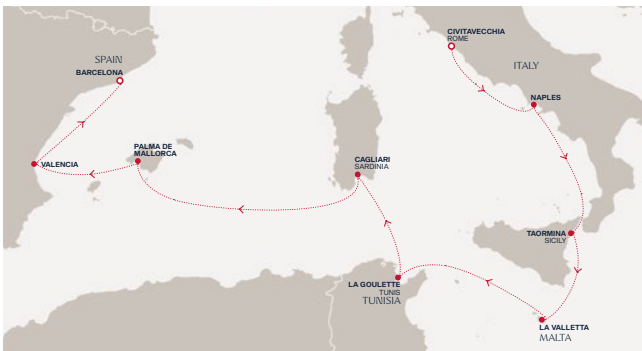 CIVITAVECCHIA
ROME
ITALY
SPAIN
BARCELONA
NAPLES
PALMA DE
MALLORCA
VALENCIA
CAGLIARI
SARDINIA
TAORMINA
SICILY
LA GOULETTE
TUNIS
TUNISIA
LA VALLETTA
MALTA